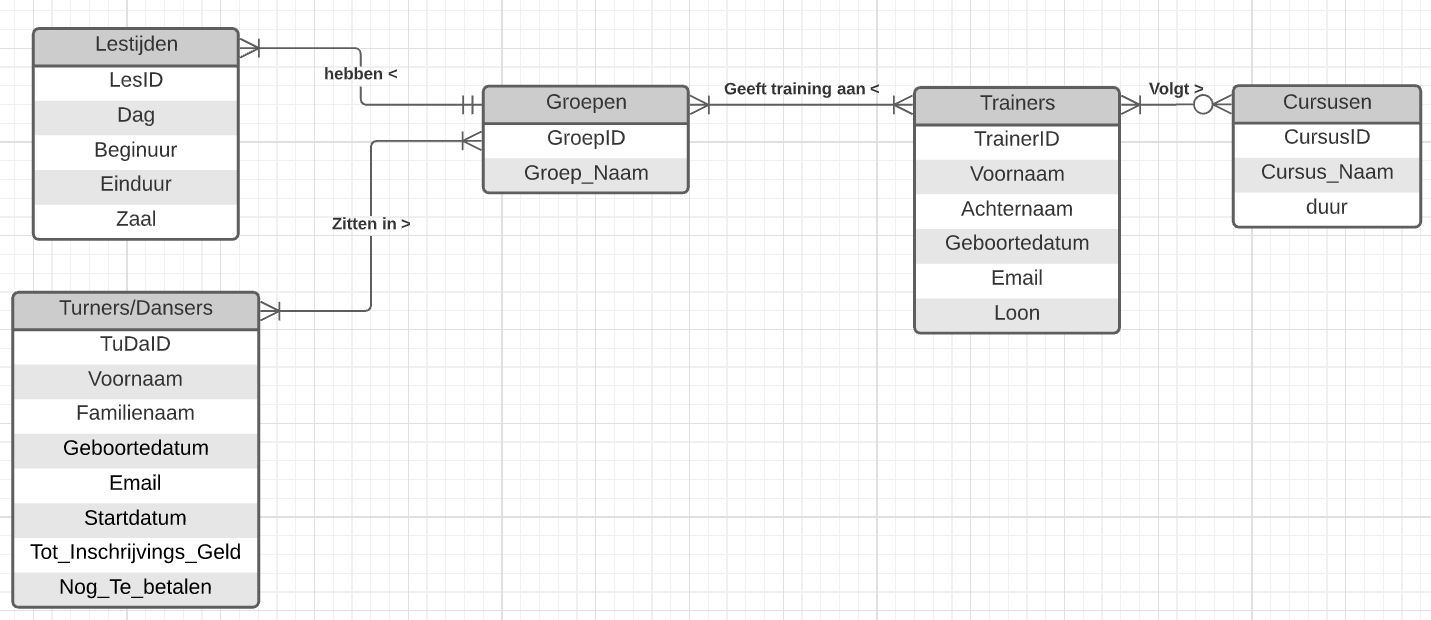 Lestijden
LesID
Dag
Beginuur
Einduur
Zaal
hebben <
Zitten in >
Turners/Dansers
TuDaID
Voornaam
Familienaam
Geboortedatum
Email
Startdatum
Tot_Inschrijvings_Geld
Nog_Te_betalen
Groepen
GroepID
Groep_Naam
Geeft training aan <
Trainers
TrainerID
Voornaam
Achternaam
Geboortedatum
Email
Loon
Volgt >
Cursusen
CursusID
Cursus_Naam
duur